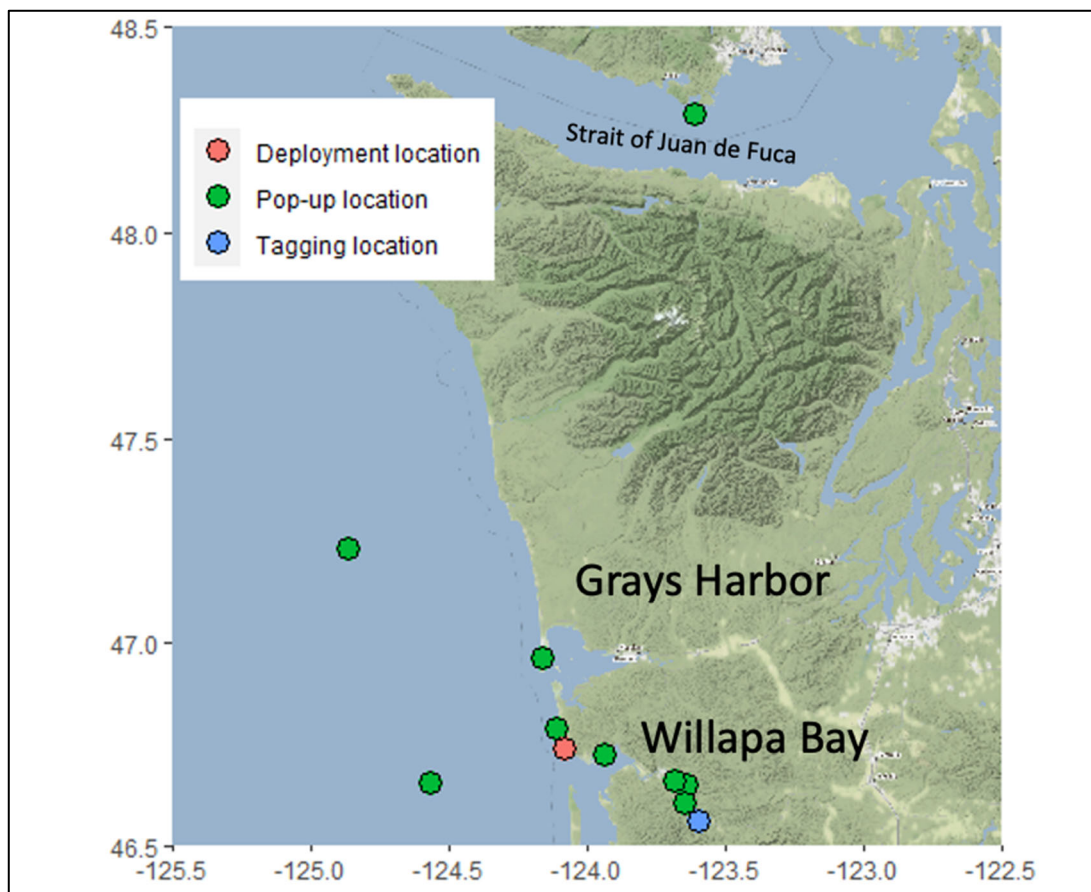 48.5
Deployment location
Pop-up location
Tagging location
Strait of Juan de Fuca
48.0
47.5
Grays Harbor
47.0
Willapa Bay
46.5
-125.5 -125.0 -124.5 -124.0 -123.5 -123.0 -122.5